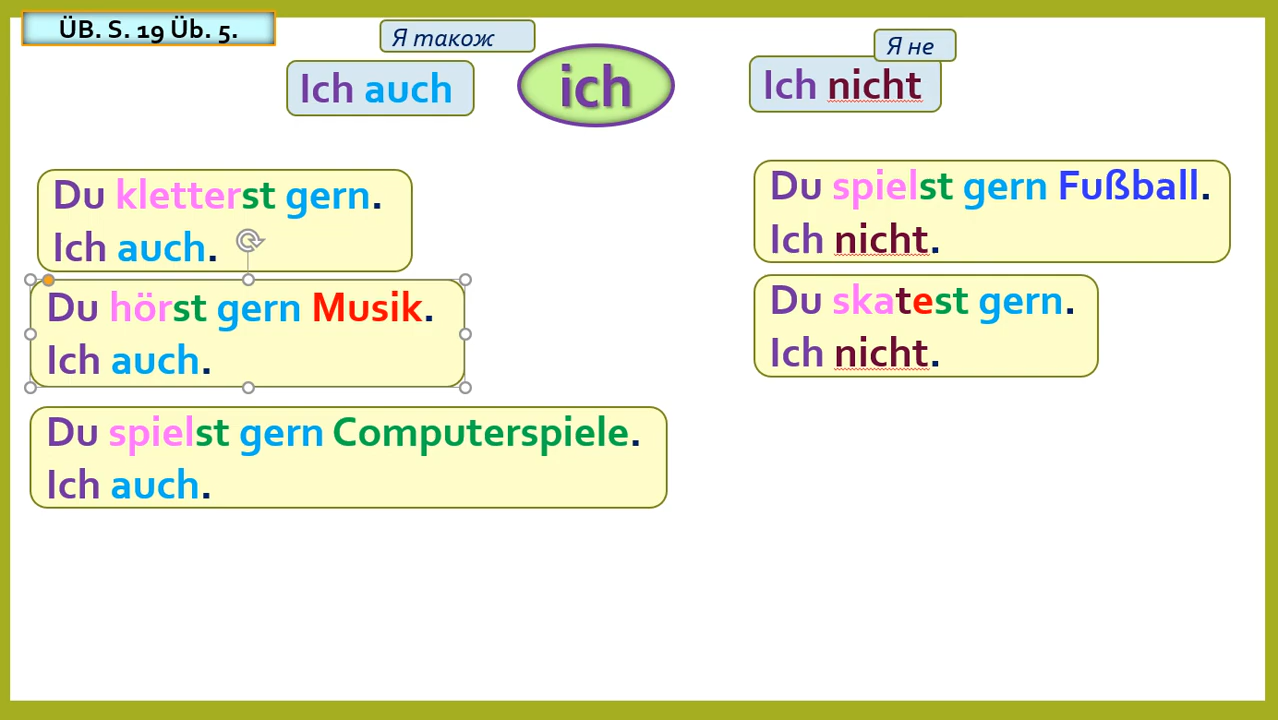 ÜB. S. 19 Üb. 5.
Я також
Ich auch
ich
Я не
Ich nicht
Du kletterst gern.
Ich auch.
Du hörst gern Musik.
Ich auch.
Du spielst gern Computerspiele.
Ich auch.
Du spielst gern Fußball.
Ich nicht.
Du skatest gern.
Ich nicht.